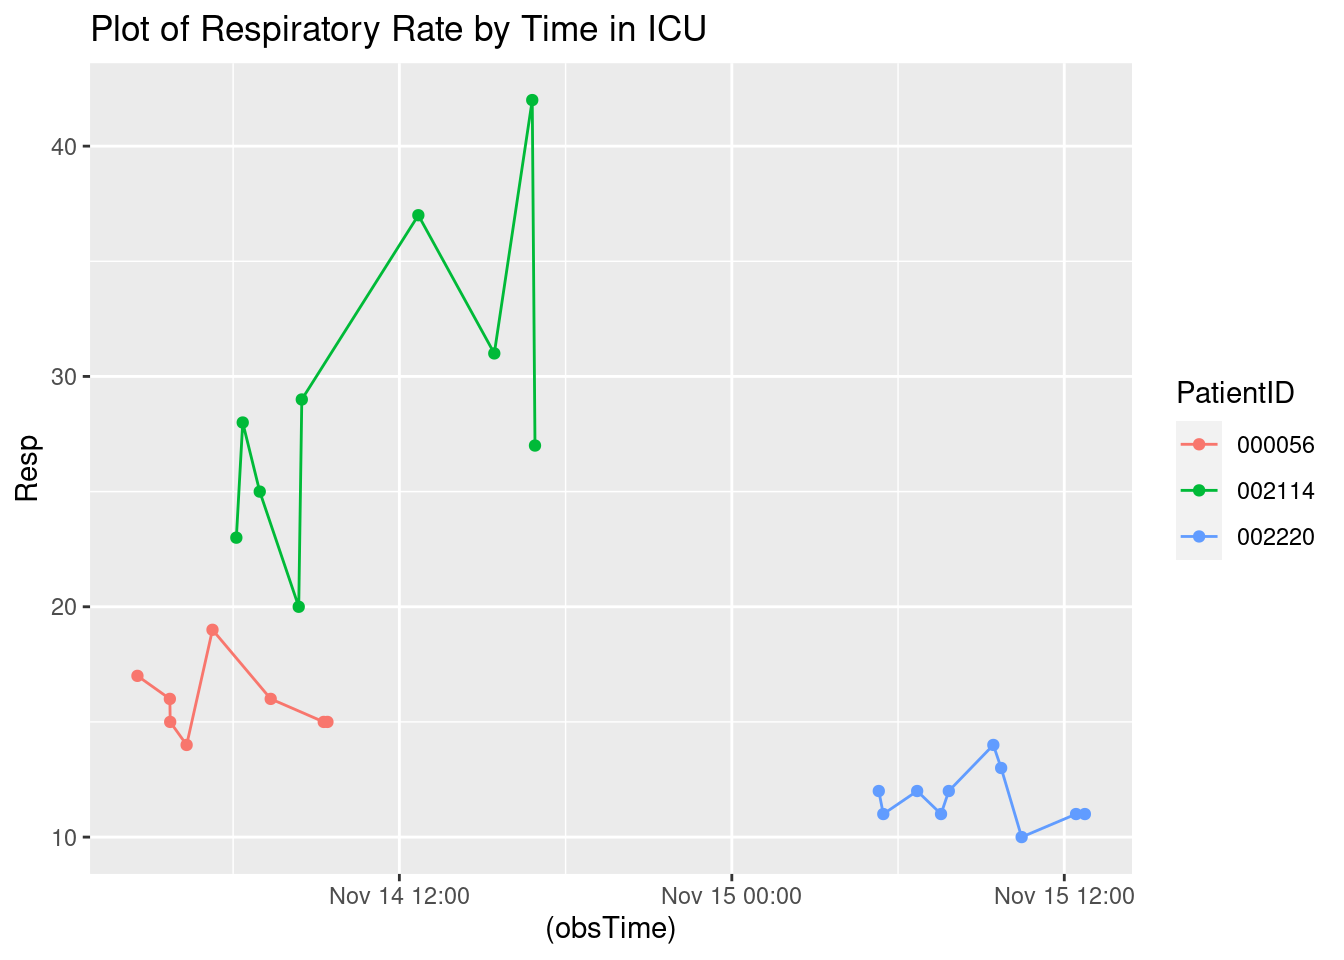 Plot of Respiratory Rate by Time in ICU
Resp
40
30
20
10
Nov 14 12:00
Nov 15 00:00
Nov 15 12:00
(obsTime)
PatientID
000056
002114
002220